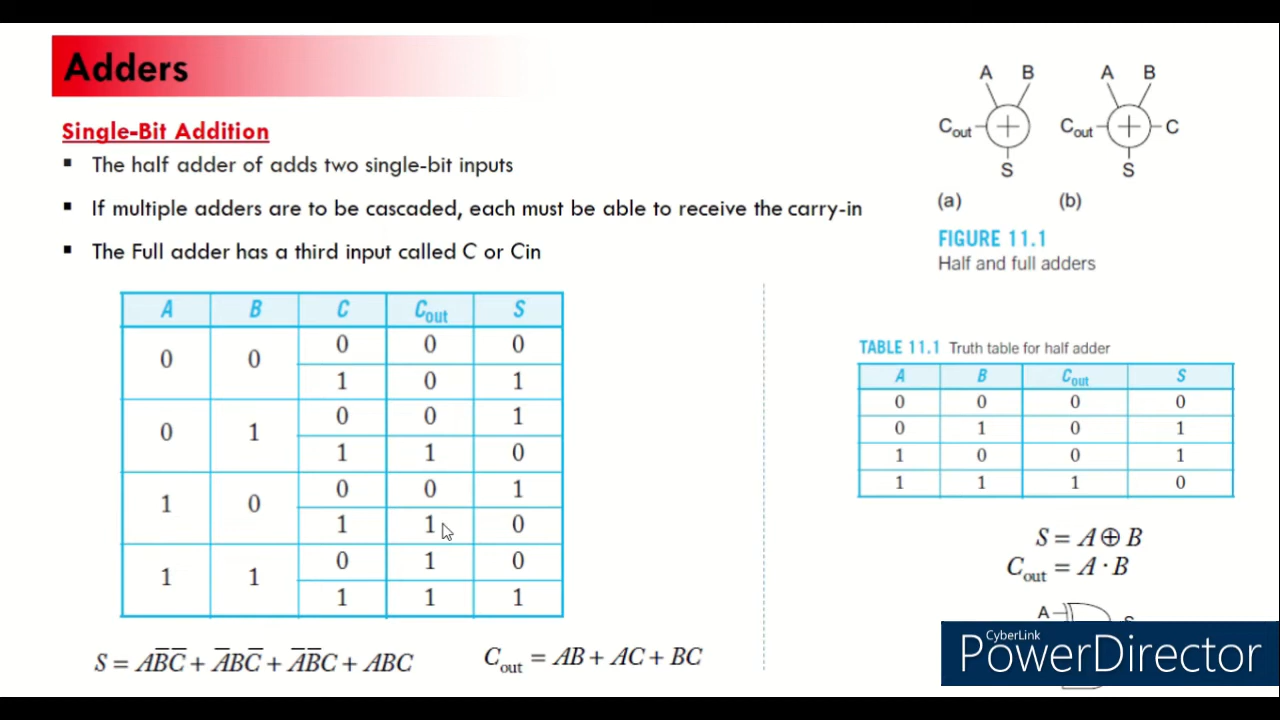 Adders
Single-Bit Addition
▪ The half adder of adds two single-bit inputs
▪ If multiple adders are to be cascaded, each must be able to receive the carry-in
▪ The Full adder has a third input called C or Cin
A B C Cout S
0 0 0 0 0
1 0 1
0 1 0 0 1
1 1 0
1 0 0 0 1
1 1 0
1 1 0 1 0
1 1 1
S = AB̅C̅ + A̅BC̅ + A̅B̅C + ABC
Cout = AB + AC + BC
A B
Cout
S
(a)
A B
Cout C
S
(b)
FIGURE 11.1
Half and full adders
TABLE 11.1 Truth table for half adder
A B Cout S
0 0 0 0
0 1 0 1
1 0 0 1
1 1 1 0
S = A ⊕ B
Cout = A · B
A
CyberLink
PowerDirector